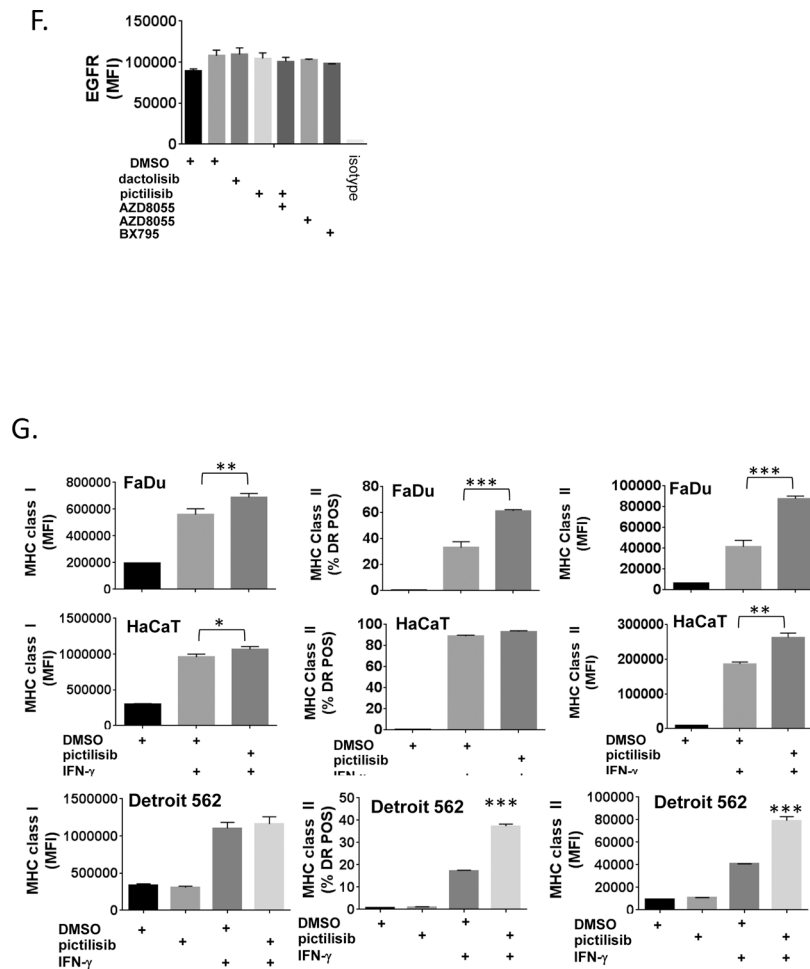 F.
EGFR
(MFI)
150000
100000
50000
0
isotype
DMSO + +
dactolisib +
pictilisib + +
AZD8055 +
AZD8055 +
BX795 +
G.
MHC class I
(MFI)
800000
600000
400000
200000
0
FaDu
**
MHC Class II
(% DR POS)
80
60
40
20
0
FaDu
***
MHC Class II
(MFI)
100000
80000
60000
40000
20000
0
FaDu
***
MHC class I
(MFI)
1500000
1000000
500000
0
HaCaT
*
MHC Class II
(% DR POS)
100
80
60
40
20
0
HaCaT
MHC Class II
(MFI)
300000
200000
100000
0
HaCaT
**
DMSO + +
pictilisib +
IFN-γ + +
DMSO + +
pictilisib +
DMSO + +
pictilisib +
IFN-γ + +
MHC class I
(MFI)
1500000
1000000
500000
0
Detroit 562
MHC Class II
(% DR POS)
50
40
30
20
10
0
Detroit 562
***
MHC Class II
(MFI)
80000
60000
40000
20000
0
Detroit 562
***
DMSO + +
pictilisib + +
IFN-γ + +
DMSO + +
pictilisib + +
IFN-γ + +
DMSO + +
pictilisib + +
IFN-γ + +